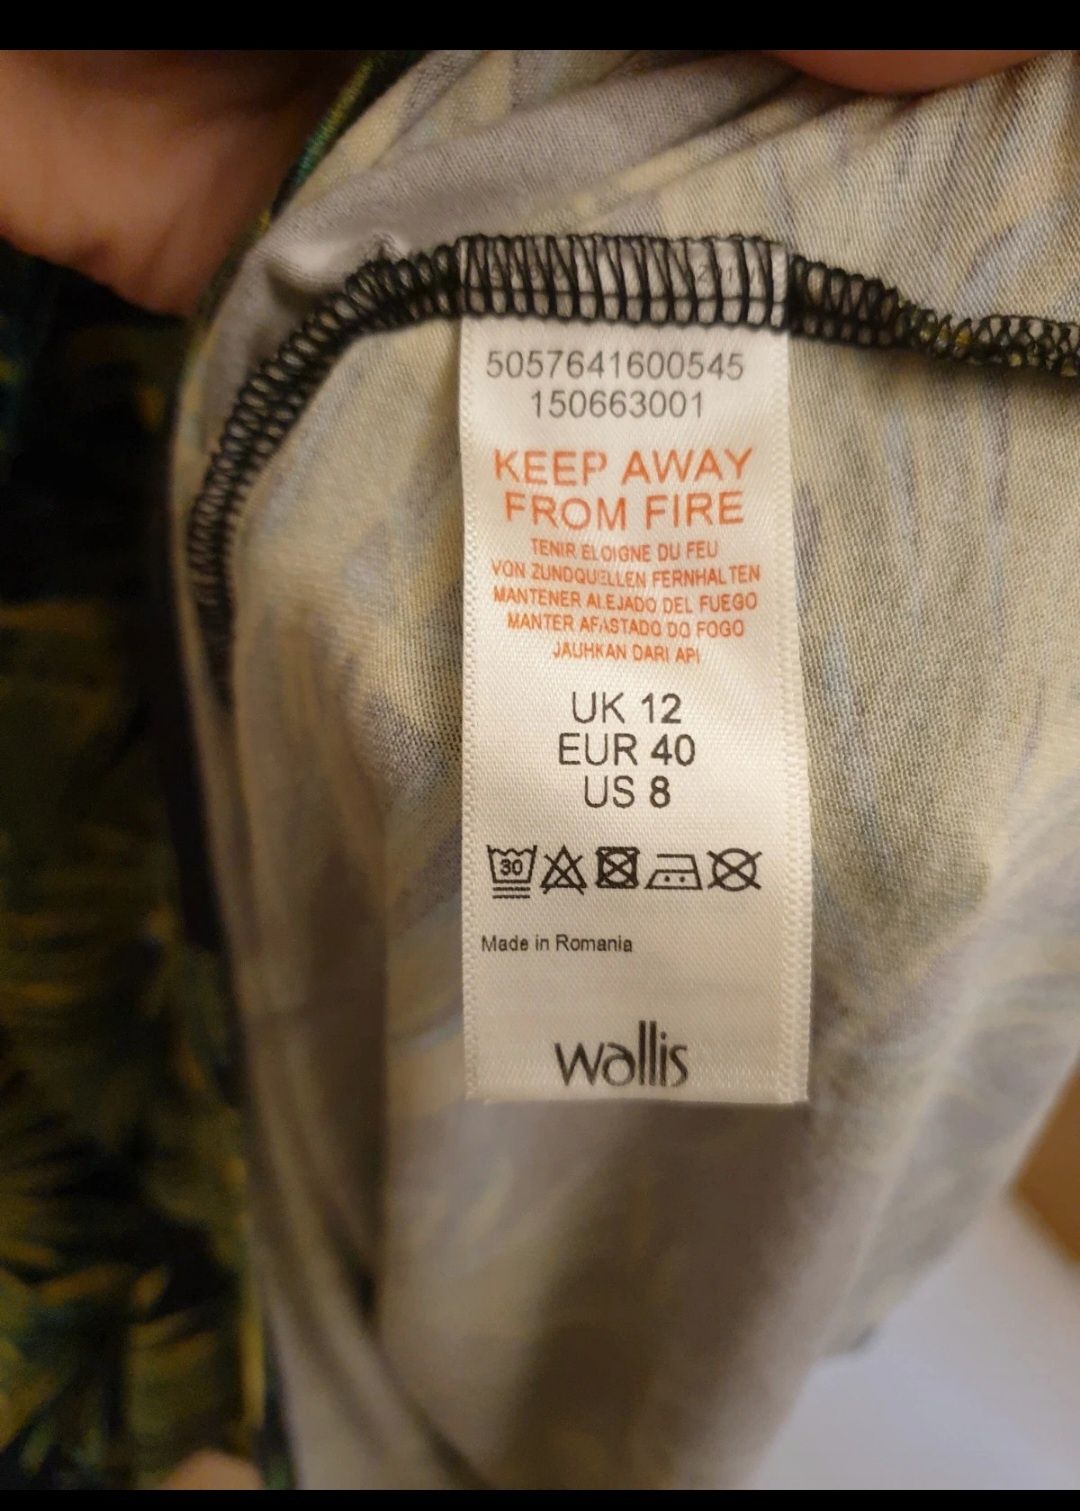 5057641600545
150663001
KEEP AWAY
FROM FIRE
TENIR ELOIGNE DU FEU
VON ZUNDQUELLEN FERNHALTEN
MANTENER ALEJADO DEL FUEGO
MANTER AFASTADO DO FOGO
JAUHKAN DARI API
UK 12
EUR 40
US 8
30
Made in Romania
wallis